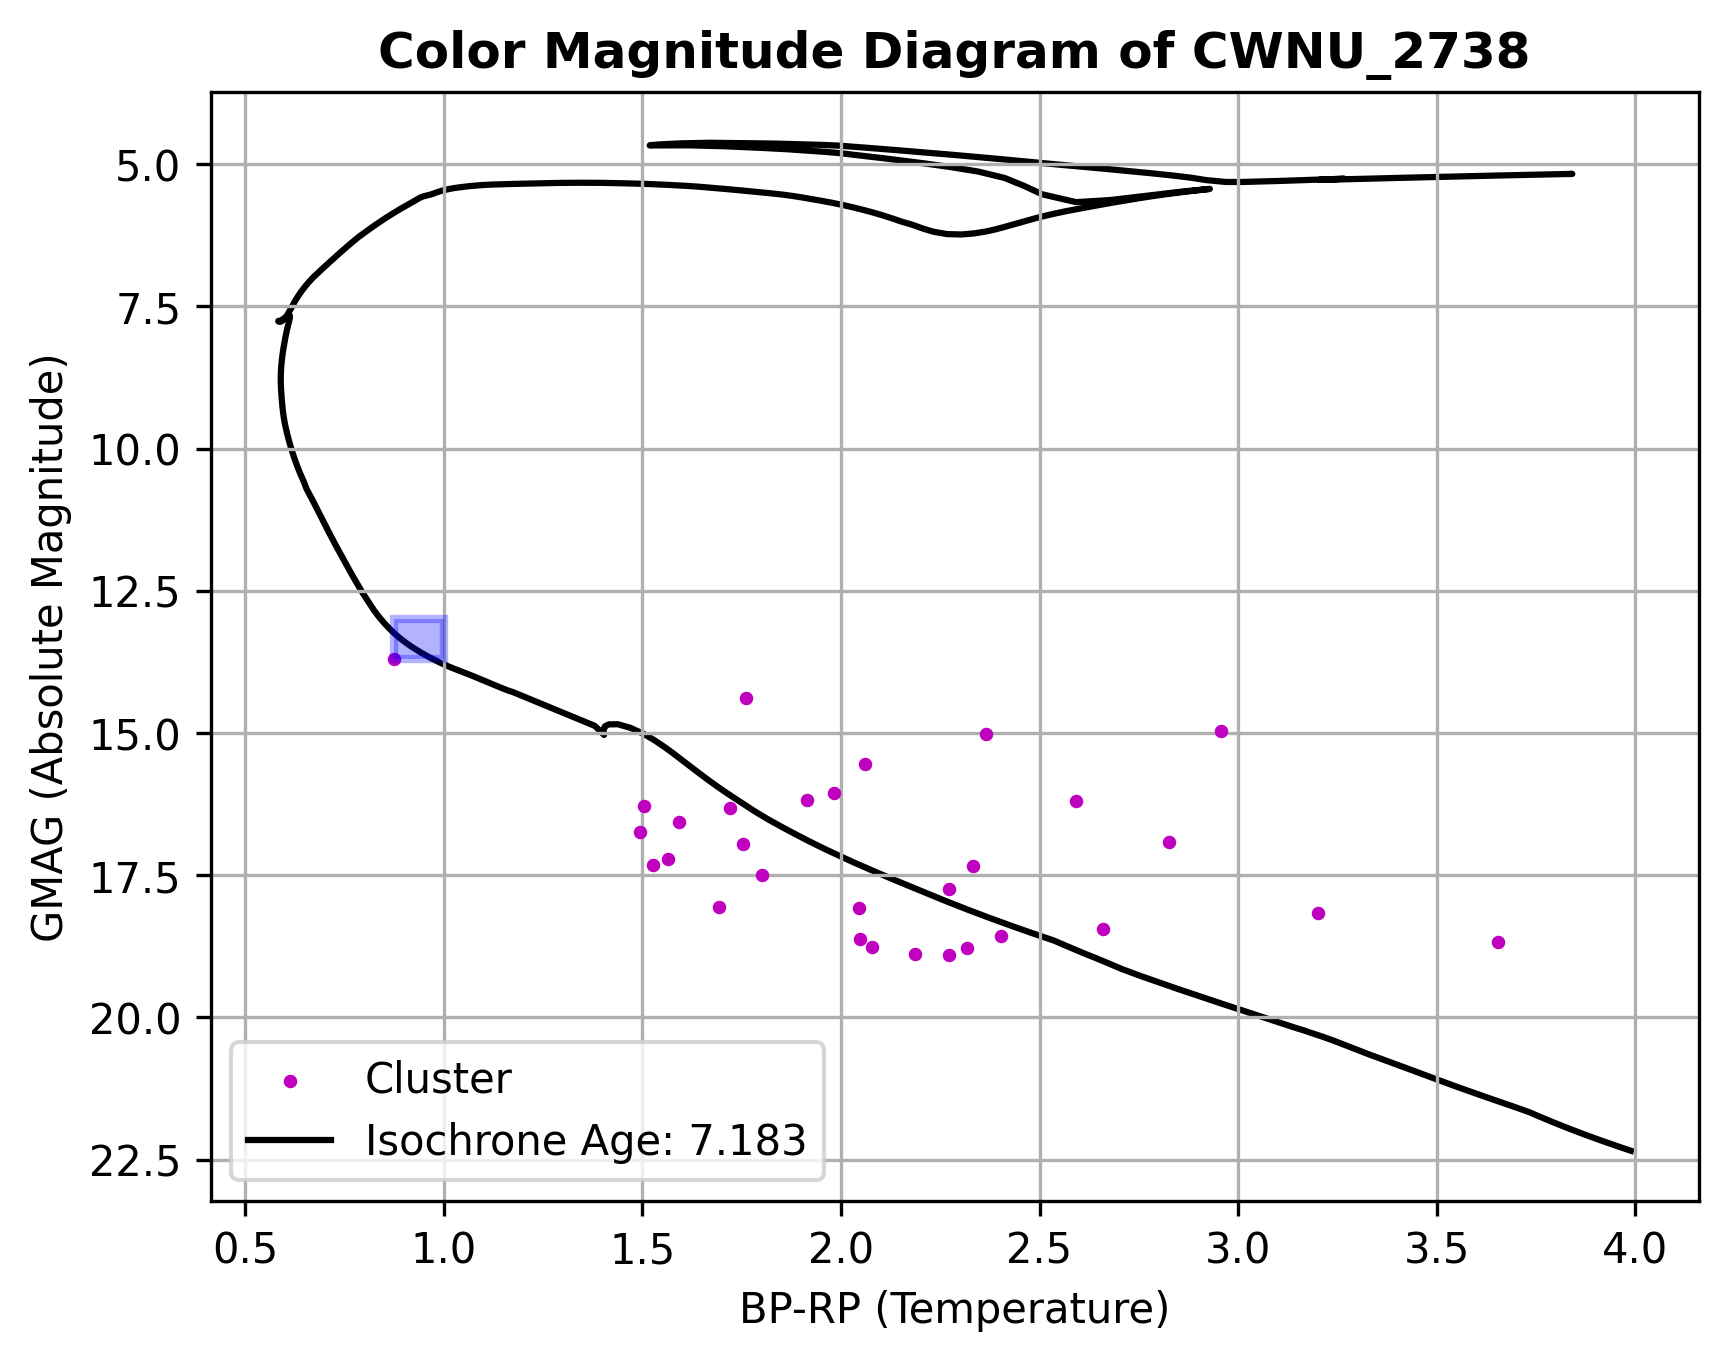 Color Magnitude Diagram of CWNU_2738
GMAG (Absolute Magnitude)
5.0
7.5
10.0
12.5
15.0
17.5
20.0
22.5
Cluster
Isochrone Age: 7.183
0.5 1.0 1.5 2.0 2.5 3.0 3.5 4.0
BP-RP (Temperature)